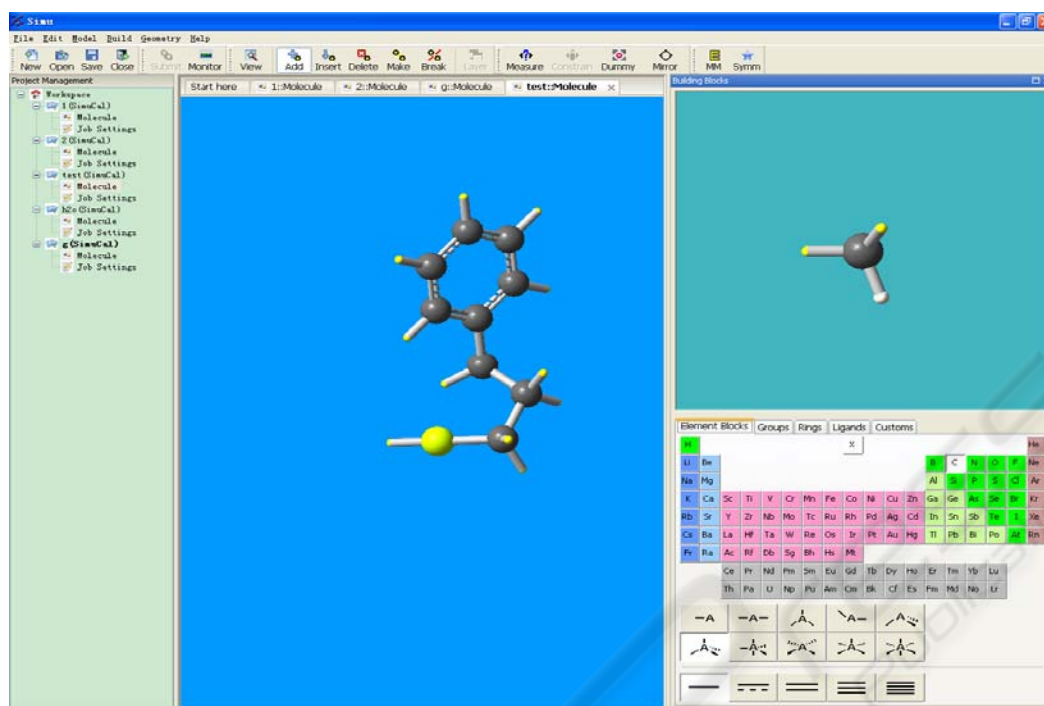 Simu
File Edit Model Build Geometry Help
New Open Save Close Submit Monitor View Add Insert Delete Make Break Layer Measure Constrain Dummy Mirror MM Symm
Project Management
Workspace
1(SimuCal)
Molecule
Job Settings
2(SimuCal)
Molecule
Job Settings
test(SimuCal)
Molecule
Job Settings
h2o(SimuCal)
Molecule
Job Settings
g(SimuCal)
Molecule
Job Settings
Start here 1::Molecule 2::Molecule g::Molecule test::Molecule
Building Blocks
Element Blocks Groups Rings Ligands Customs
H X He
Li Be B C N O F Ne
Na Mg Al Si P S Cl Ar
K Ca Sc Ti V Cr Mn Fe Co Ni Cu Zn Ga Ge As Se Br Kr
Rb Sr Y Zr Nb Mo Tc Ru Rh Pd Ag Cd In Sn Sb Te I Xe
Cs Ba La Hf Ta W Re Os Ir Pt Au Hg Tl Pb Bi Po At Rn
Fr Ra Ac Rf Db Sg Bh Hs Mt
Ce Pr Nd Pm Sm Eu Gd Tb Dy Ho Er Tm Yb Lu
Th Pa U Np Pu Am Cm Bk Cf Es Fm Md No Lr
A A A A A
A A A A A